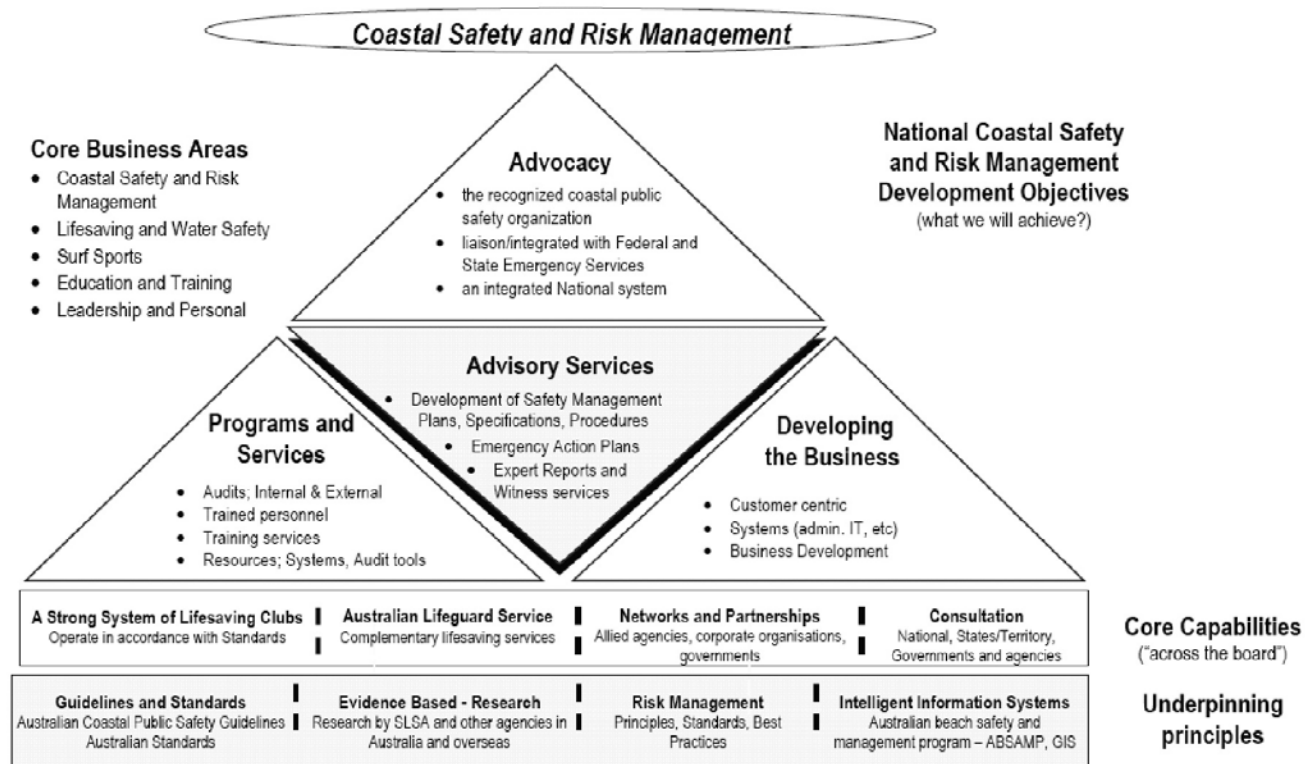 Coastal Safety and Risk Management
Core Business Areas
• Coastal Safety and Risk
Management
• Lifesaving and Water Safety
• Surf Sports
• Education and Training
• Leadership and Personal
Advocacy
• the recognized coastal public
safety organization
• liaison/integrated with Federal and
State Emergency Services
• an integrated National system
National Coastal Safety
and Risk Management
Development Objectives
(what we will achieve?)
Advisory Services
• Development of Safety Management
Plans, Specifications, Procedures
• Emergency Action Plans
• Expert Reports and
Witness services
Programs and
Services
• Audits; Internal & External
• Trained personnel
• Training services
• Resources; Systems, Audit tools
Developing
the Business
• Customer centric
• Systems (admin. IT, etc)
• Business Development
A Strong System of Lifesaving Clubs
Operate in accordance with Standards
Australian Lifeguard Service
Complementary lifesaving services
Networks and Partnerships
Allied agencies, corporate organisations,
governments
Consultation
National, States/Territory,
Governments and agencies
Core Capabilities
("across the board")
Guidelines and Standards
Australian Coastal Public Safety Guidelines
Australian Standards
Evidence Based - Research
Research by SLSA and other agencies in
Australia and overseas
Risk Management
Principles, Standards, Best
Practices
Intelligent Information Systems
Australian beach safety and
management program – ABSAMP, GIS
Underpinning
principles